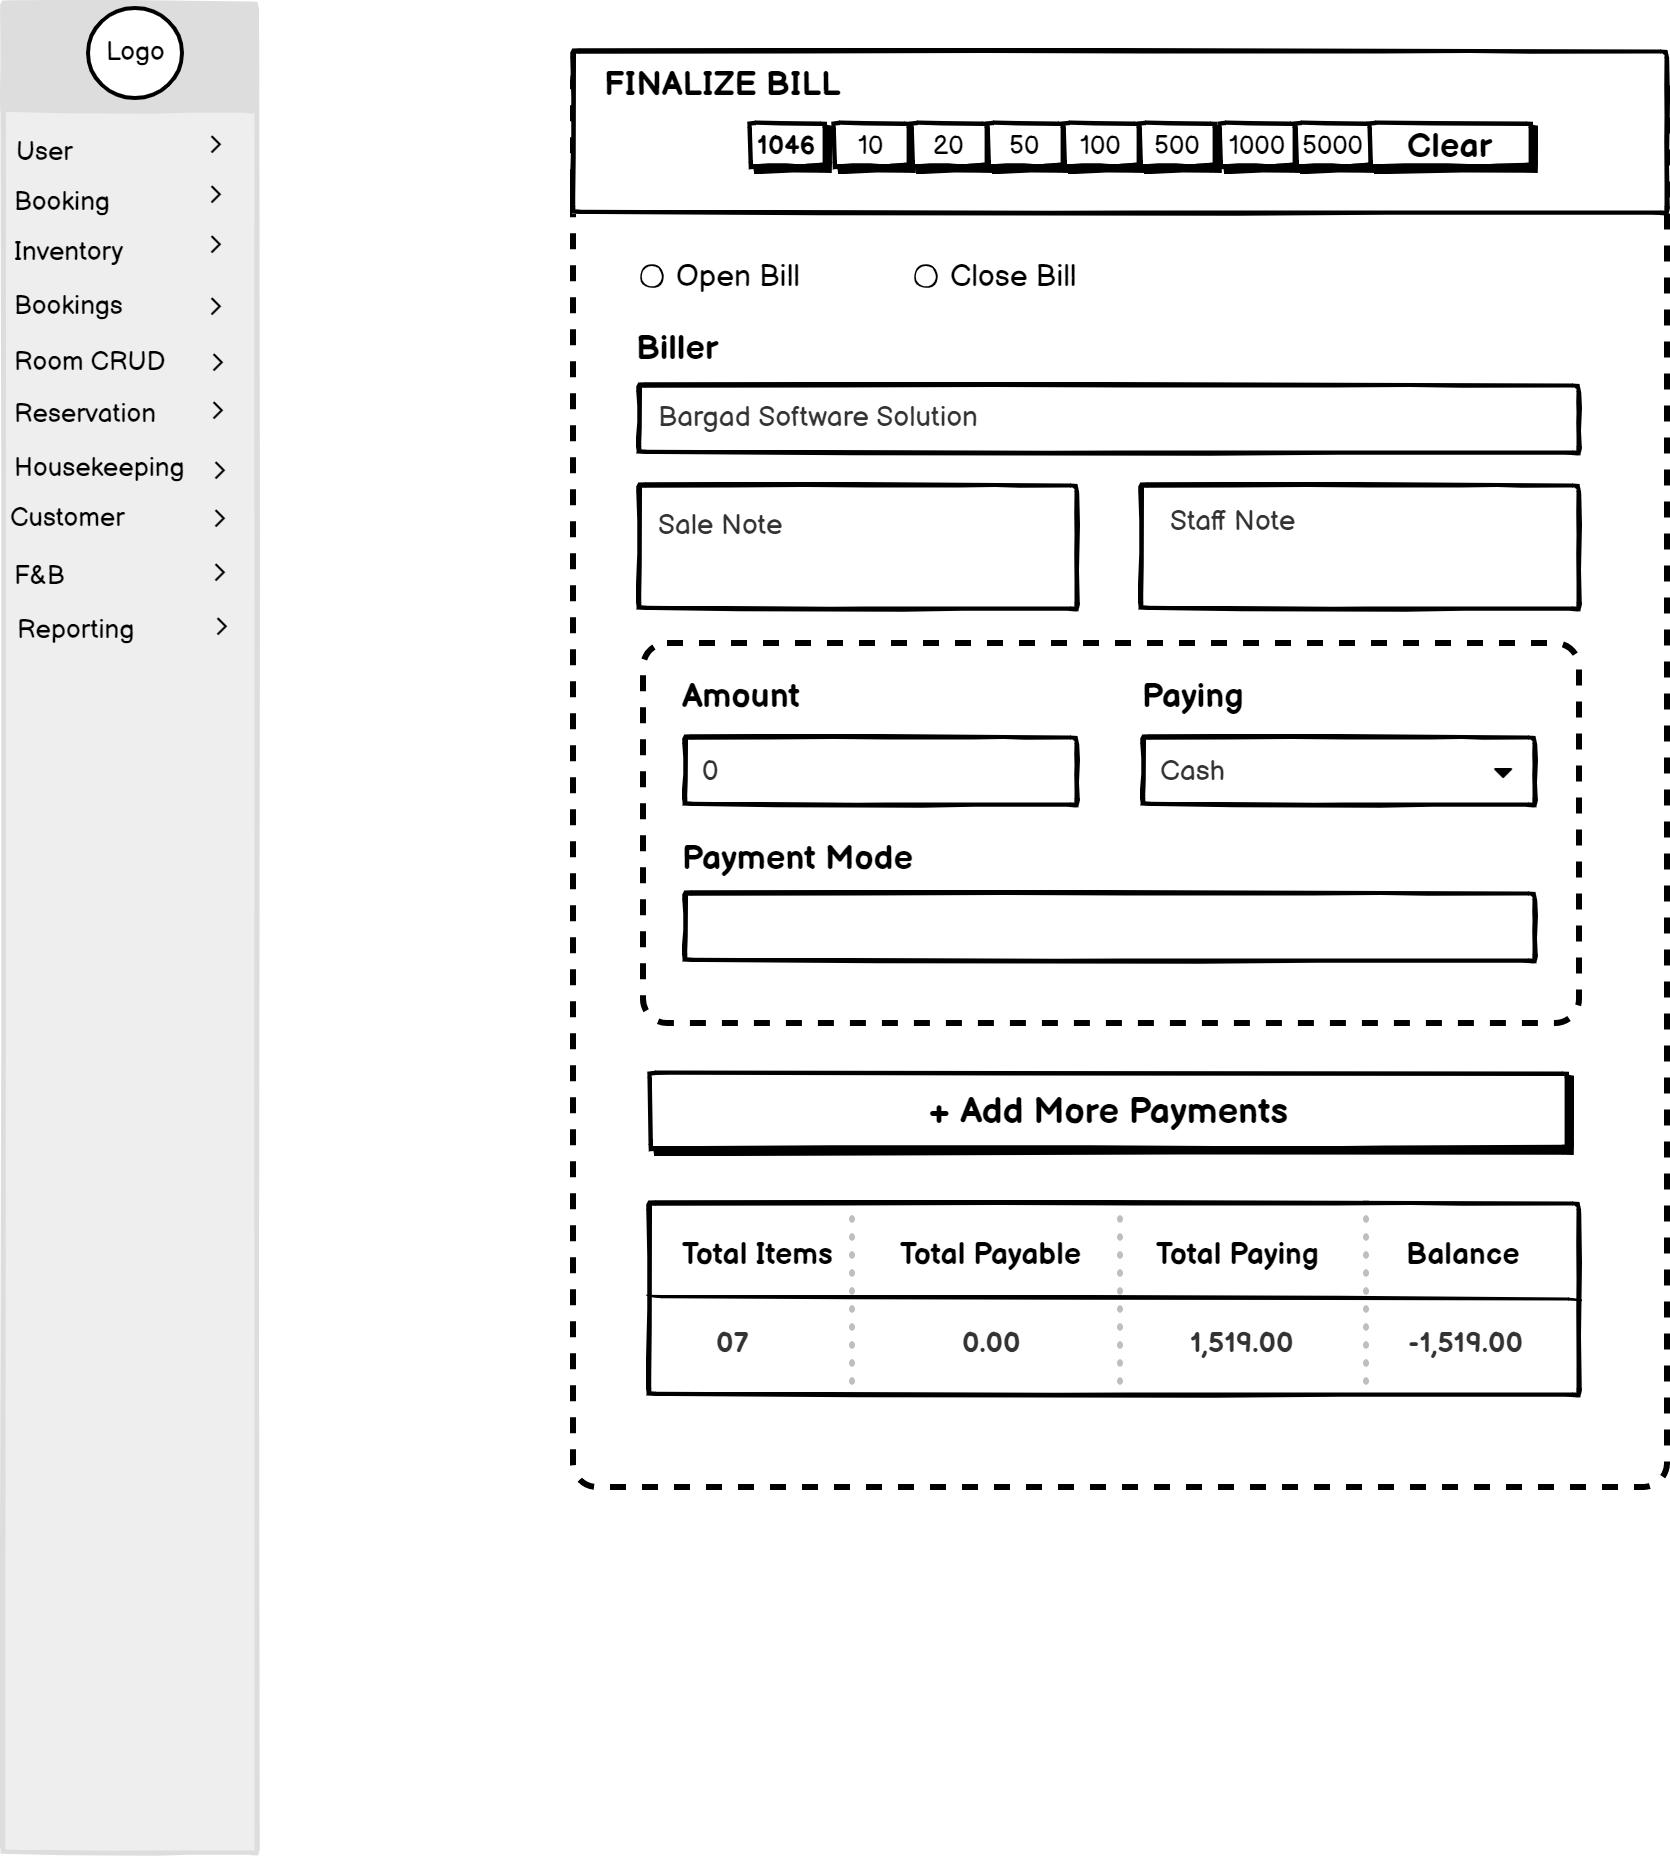 Logo
User
Booking
Inventory
Bookings
Room CRUD
Reservation
Housekeeping
Customer
F&B
Reporting
FINALIZE BILL
1046 10 20 50 100 500 1000 5000 Clear
Open Bill Close Bill
Biller
Bargad Software Solution
Sale Note Staff Note
Amount Paying
0 Cash
Payment Mode
+ Add More Payments
Total Items Total Payable Total Paying Balance
07 0.00 1,519.00 -1,519.00